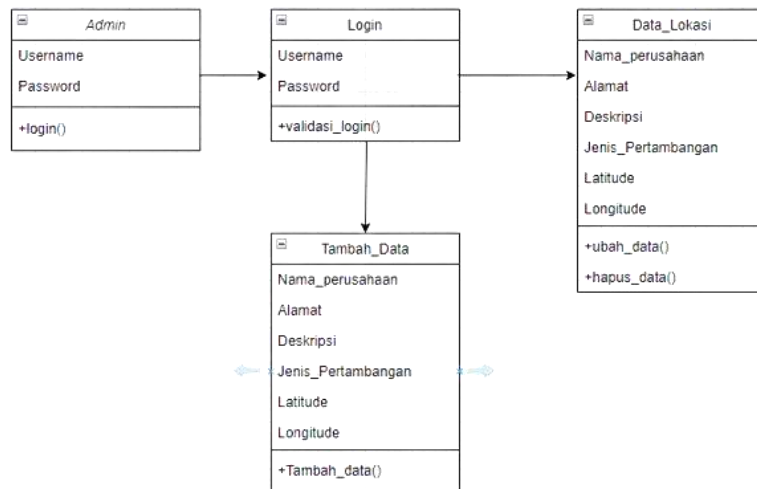 Admin
Username
Password
+login()
Login
Username
Password
+validasi_login()
Data_Lokasi
Nama_perusahaan
Alamat
Deskripsi
Jenis_Pertambangan
Latitude
Longitude
+ubah_data()
+hapus_data()
Tambah_Data
Nama_perusahaan
Alamat
Deskripsi
Jenis_Pertambangan
Latitude
Longitude
+Tambah_data()